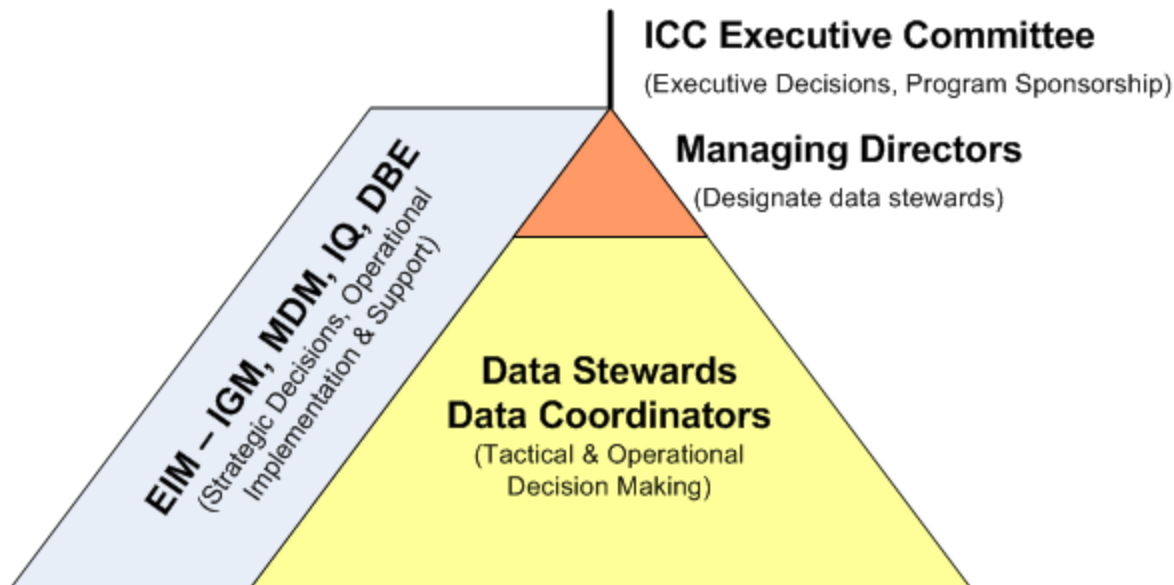 ICC Executive Committee
(Executive Decisions, Program Sponsorship)
Managing Directors
(Designate data stewards)
EIM – IGM, MDM, IQ, DBE
(Strategic Decisions, Operational
Implementation & Support)
Data Stewards
Data Coordinators
(Tactical & Operational
Decision Making)